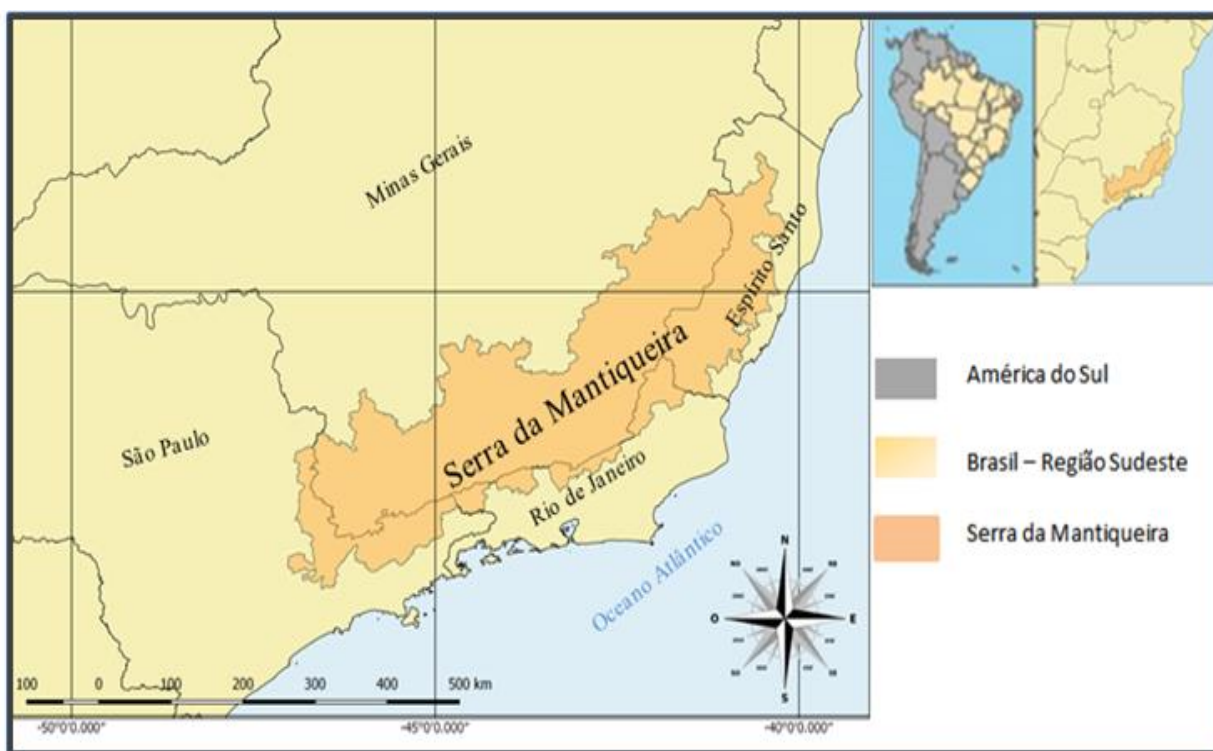 Minas Gerais
Espírito Santo
Serra da Mantiqueira
São Paulo
Rio de Janeiro
Oceano Atlântico
N
E
S
O
100 0 100 200 300 400 500 km
-50°0'0.000"
-45°0'0.000"
-40°0'0.000"
América do Sul
Brasil – Região Sudeste
Serra da Mantiqueira